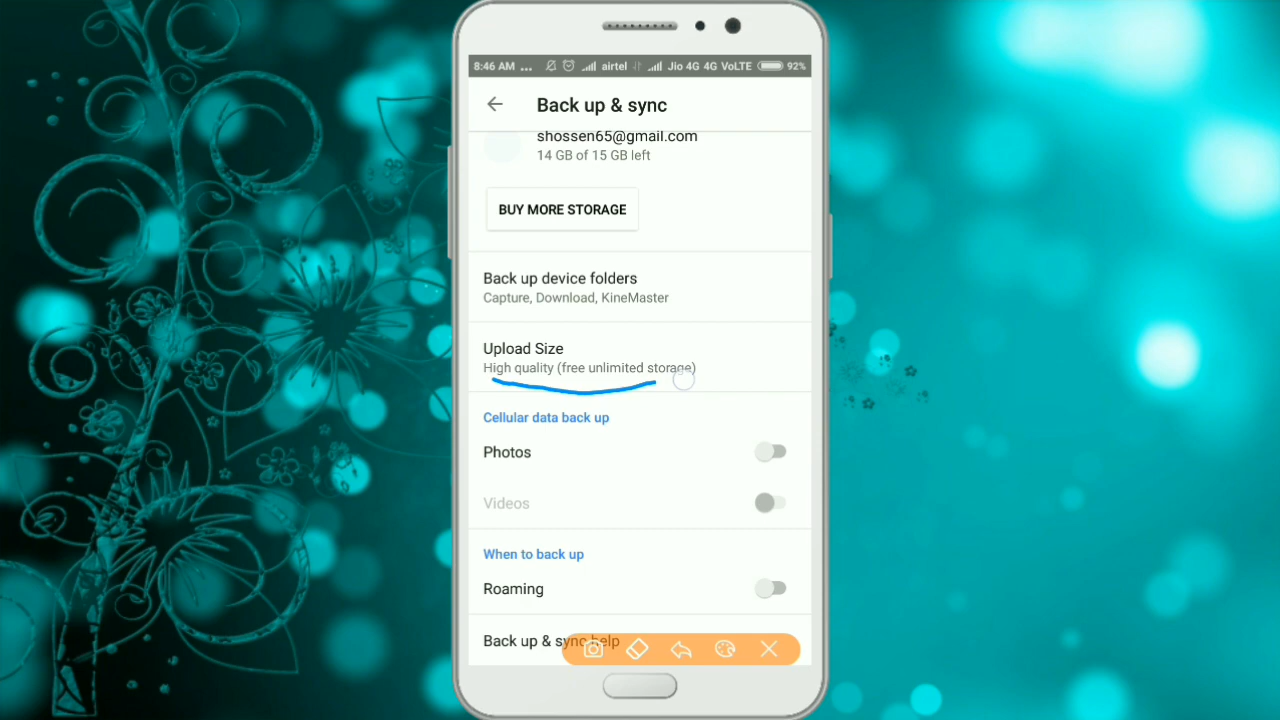 8:46 AM ... airtel Jio 4G 4G VoLTE 92%
Back up & sync
shossen65@gmail.com
14 GB of 15 GB left
BUY MORE STORAGE
Back up device folders
Capture, Download, KineMaster
Upload Size
High quality (free unlimited storage)
Cellular data back up
Photos
Videos
When to back up
Roaming
Back up & sync help